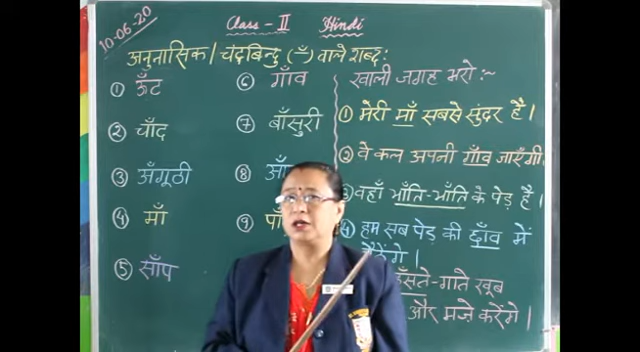 10-06-20
Class - II Hindi
अनुनासिक / चंद्रबिन्दु (ँ) वाले शब्द :
① ऊँट
② चाँद
③ अँगूठी
④ माँ
⑤ साँप
⑥ गाँव
⑦ बाँसुरी
⑧
⑨
खाली जगह भरो :~
① मेरी माँ सबसे सुंदर है ।
② वे कल अपनी गाँव जाएँगी
③ वहाँ भाँति-भाँति के पेड़ है ।
④ हम सब पेड़ की छाँव में
बैठेंगे ।
हँसते-गाते खूब
और मज़े करेंगे ।